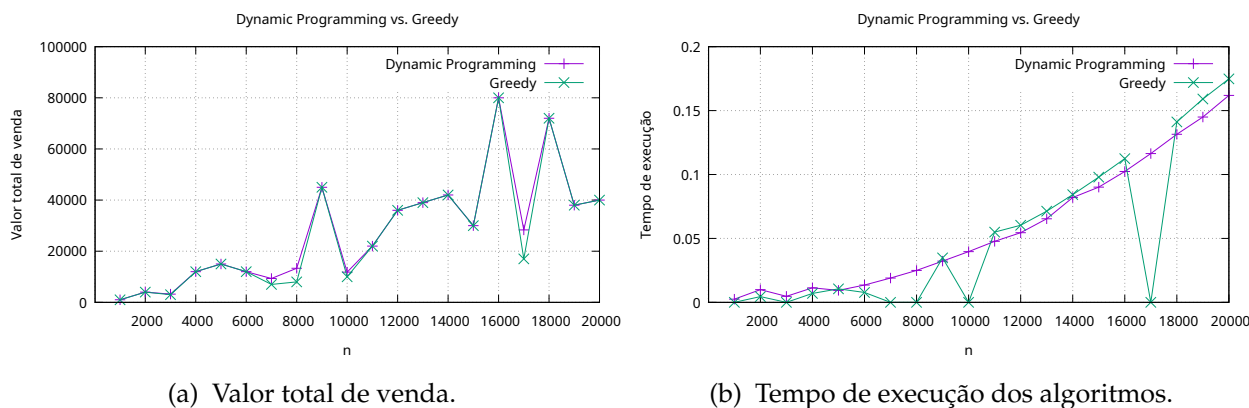 Dynamic Programming vs. Greedy
100000
80000
60000
40000
20000
0
Valor total de venda
Dynamic Programming
Greedy
2000 4000 6000 8000 10000 12000 14000 16000 18000 20000
n
(a) Valor total de venda.
Dynamic Programming vs. Greedy
0.2
0.15
0.1
0.05
0
Tempo de execução
Dynamic Programming
Greedy
2000 4000 6000 8000 10000 12000 14000 16000 18000 20000
n
(b) Tempo de execução dos algoritmos.